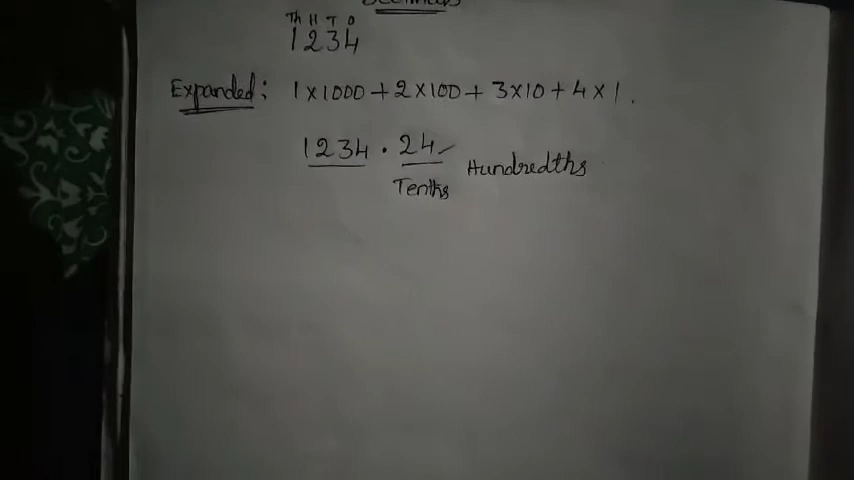 Th H T O
1234
Expanded: 1×1000 + 2×100 + 3×10 + 4×1.
1234 . 24 Hundredths
Tenths